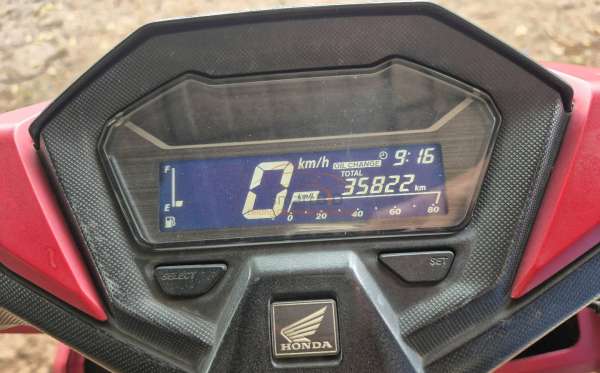 F
E
0 km/h
OIL CHANGE 9:16
TOTAL
35822 km
km/L
0 20 40 60 80
SELECT
SET
HONDA